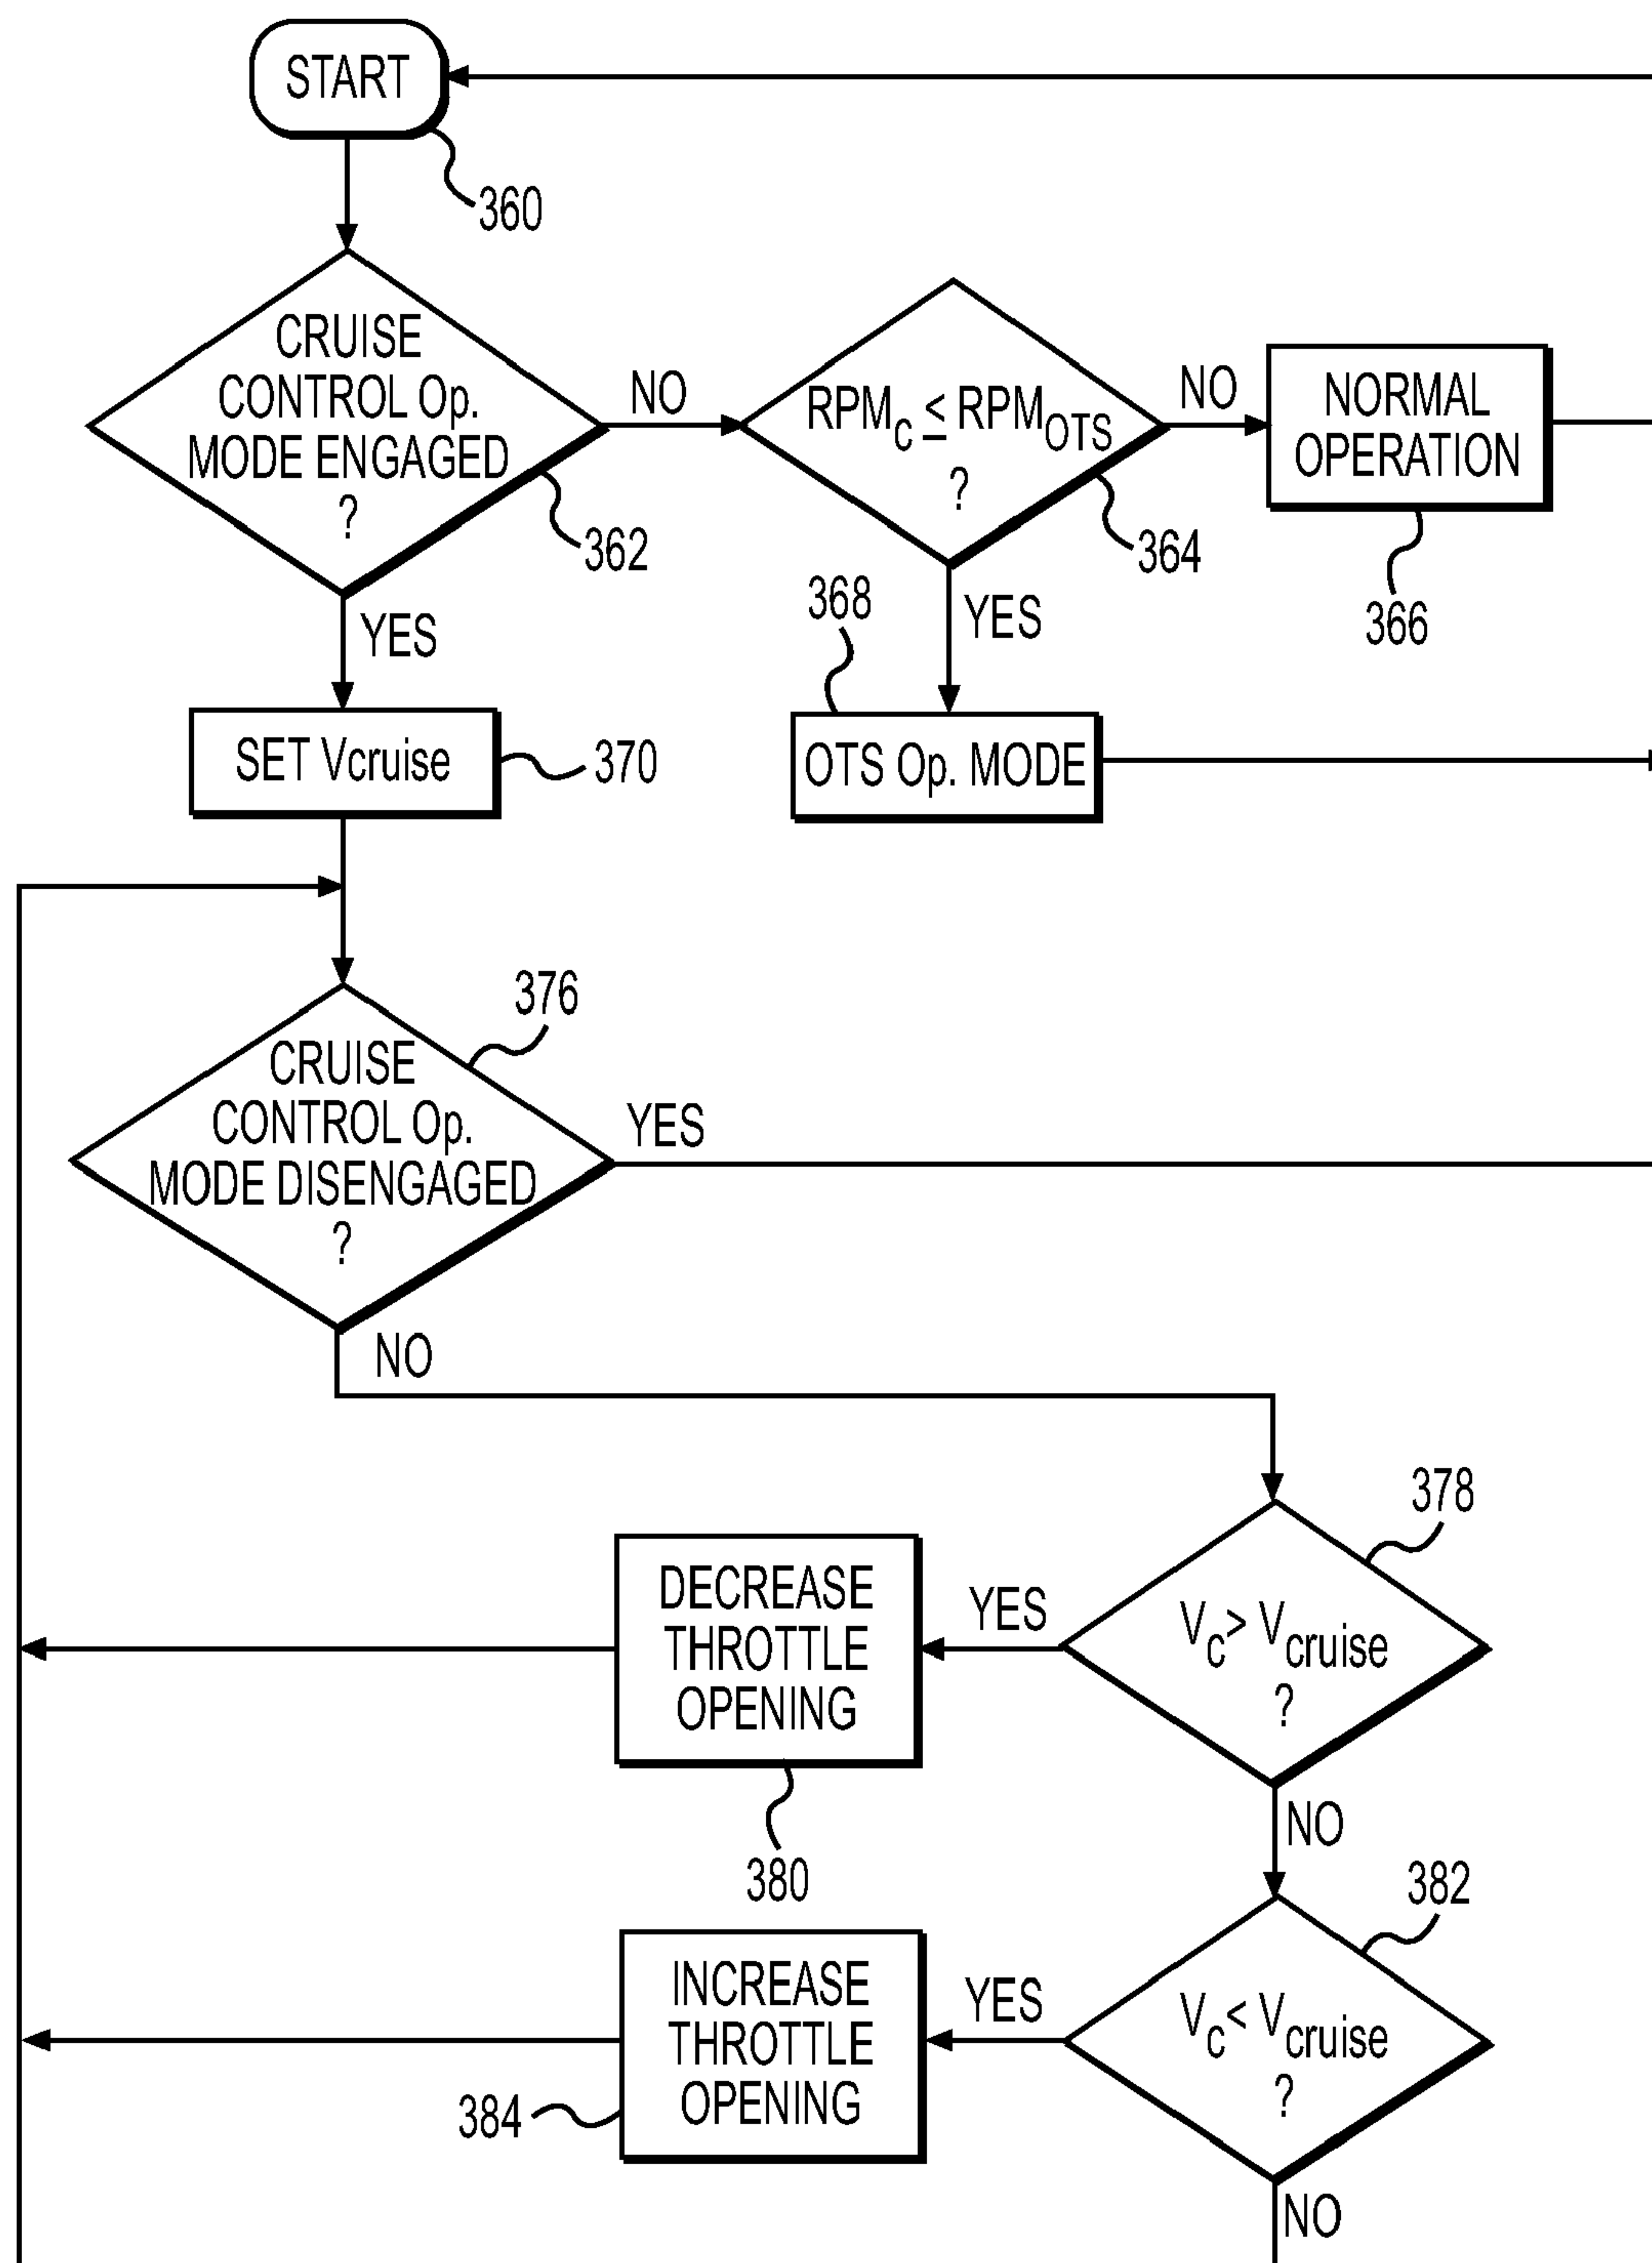 START
360
CRUISE
CONTROL Op.
MODE ENGAGED
?
362
NO
RPMc ≤ RPMOTS
?
364
NO
NORMAL
OPERATION
366
YES
370
SET Vcruise
YES
368
OTS Op. MODE
376
CRUISE
CONTROL Op.
MODE DISENGAGED
?
YES
NO
378
Vc> Vcruise
?
YES
DECREASE
THROTTLE
OPENING
380
NO
382
Vc< Vcruise
?
YES
INCREASE
THROTTLE
OPENING
384
NO